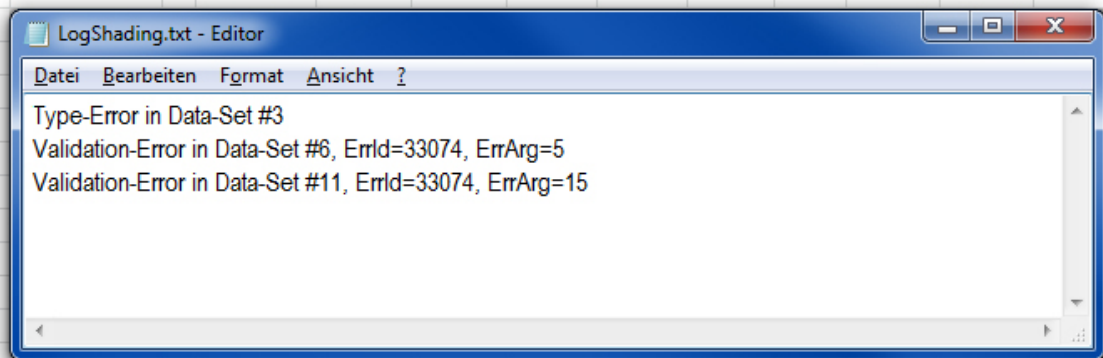 LogShading.txt - Editor
Datei Bearbeiten Format Ansicht ?
Type-Error in Data-Set #3
Validation-Error in Data-Set #6, ErrId=33074, ErrArg=5
Validation-Error in Data-Set #11, ErrId=33074, ErrArg=15